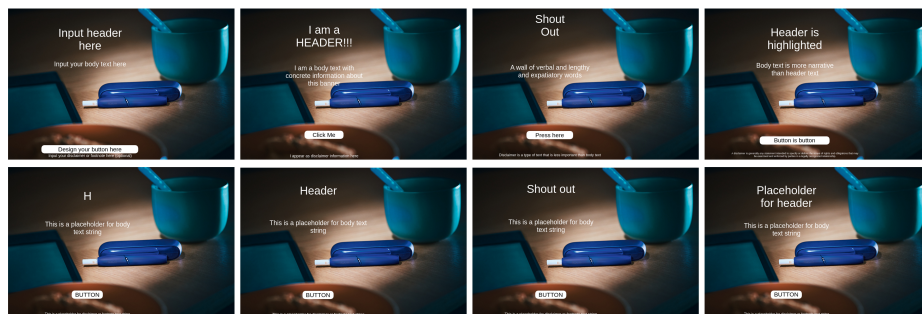 Input header
here
Input your body text here
Design your button here
Input your disclaimer or footnote here (optional)
I am a
HEADER!!!
I am a body text with
concrete information about
this banner
Click Me
I appear as disclaimer information here
Shout
Out
A wall of verbal and lengthy
and expatiatory words
Press here
Disclaimer is a type of text that is less important than body text
Header is
highlighted
Body text is more narrative
than header text
Button is button
H
This is a placeholder for body
text string
BUTTON
Header
This is a placeholder for body text
string
BUTTON
Shout out
This is a placeholder for body
text string
BUTTON
Placeholder
for header
This is a placeholder for body
text string
BUTTON